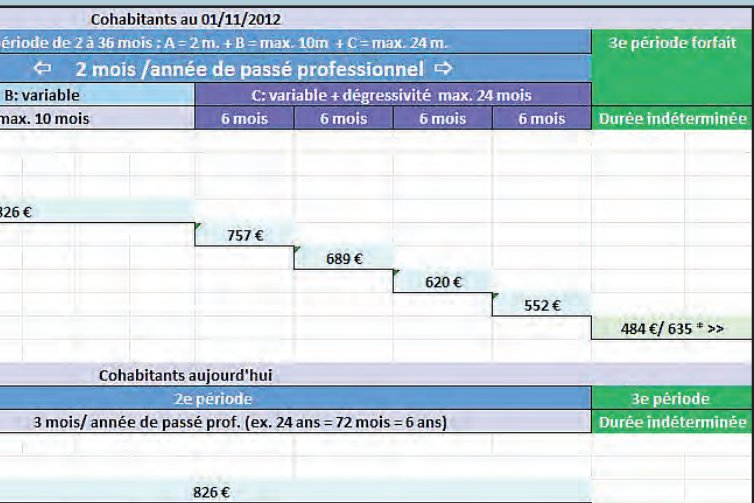 Cohabitants au 01/11/2012
ériode de 2 à 36 mois : A = 2 m. + B = max. 10m + C = max. 24 m.
3e période forfait
⇦ 2 mois /année de passé professionnel ⇨
B: variable
C: variable + dégressivité max. 24 mois
max. 10 mois
6 mois
6 mois
6 mois
6 mois
Durée indéterminée
826 €
757 €
689 €
620 €
552 €
484 €/ 635 * >>
Cohabitants aujourd'hui
2e période
3e période
3 mois/ année de passé prof. (ex. 24 ans = 72 mois = 6 ans)
Durée indéterminée
826 €